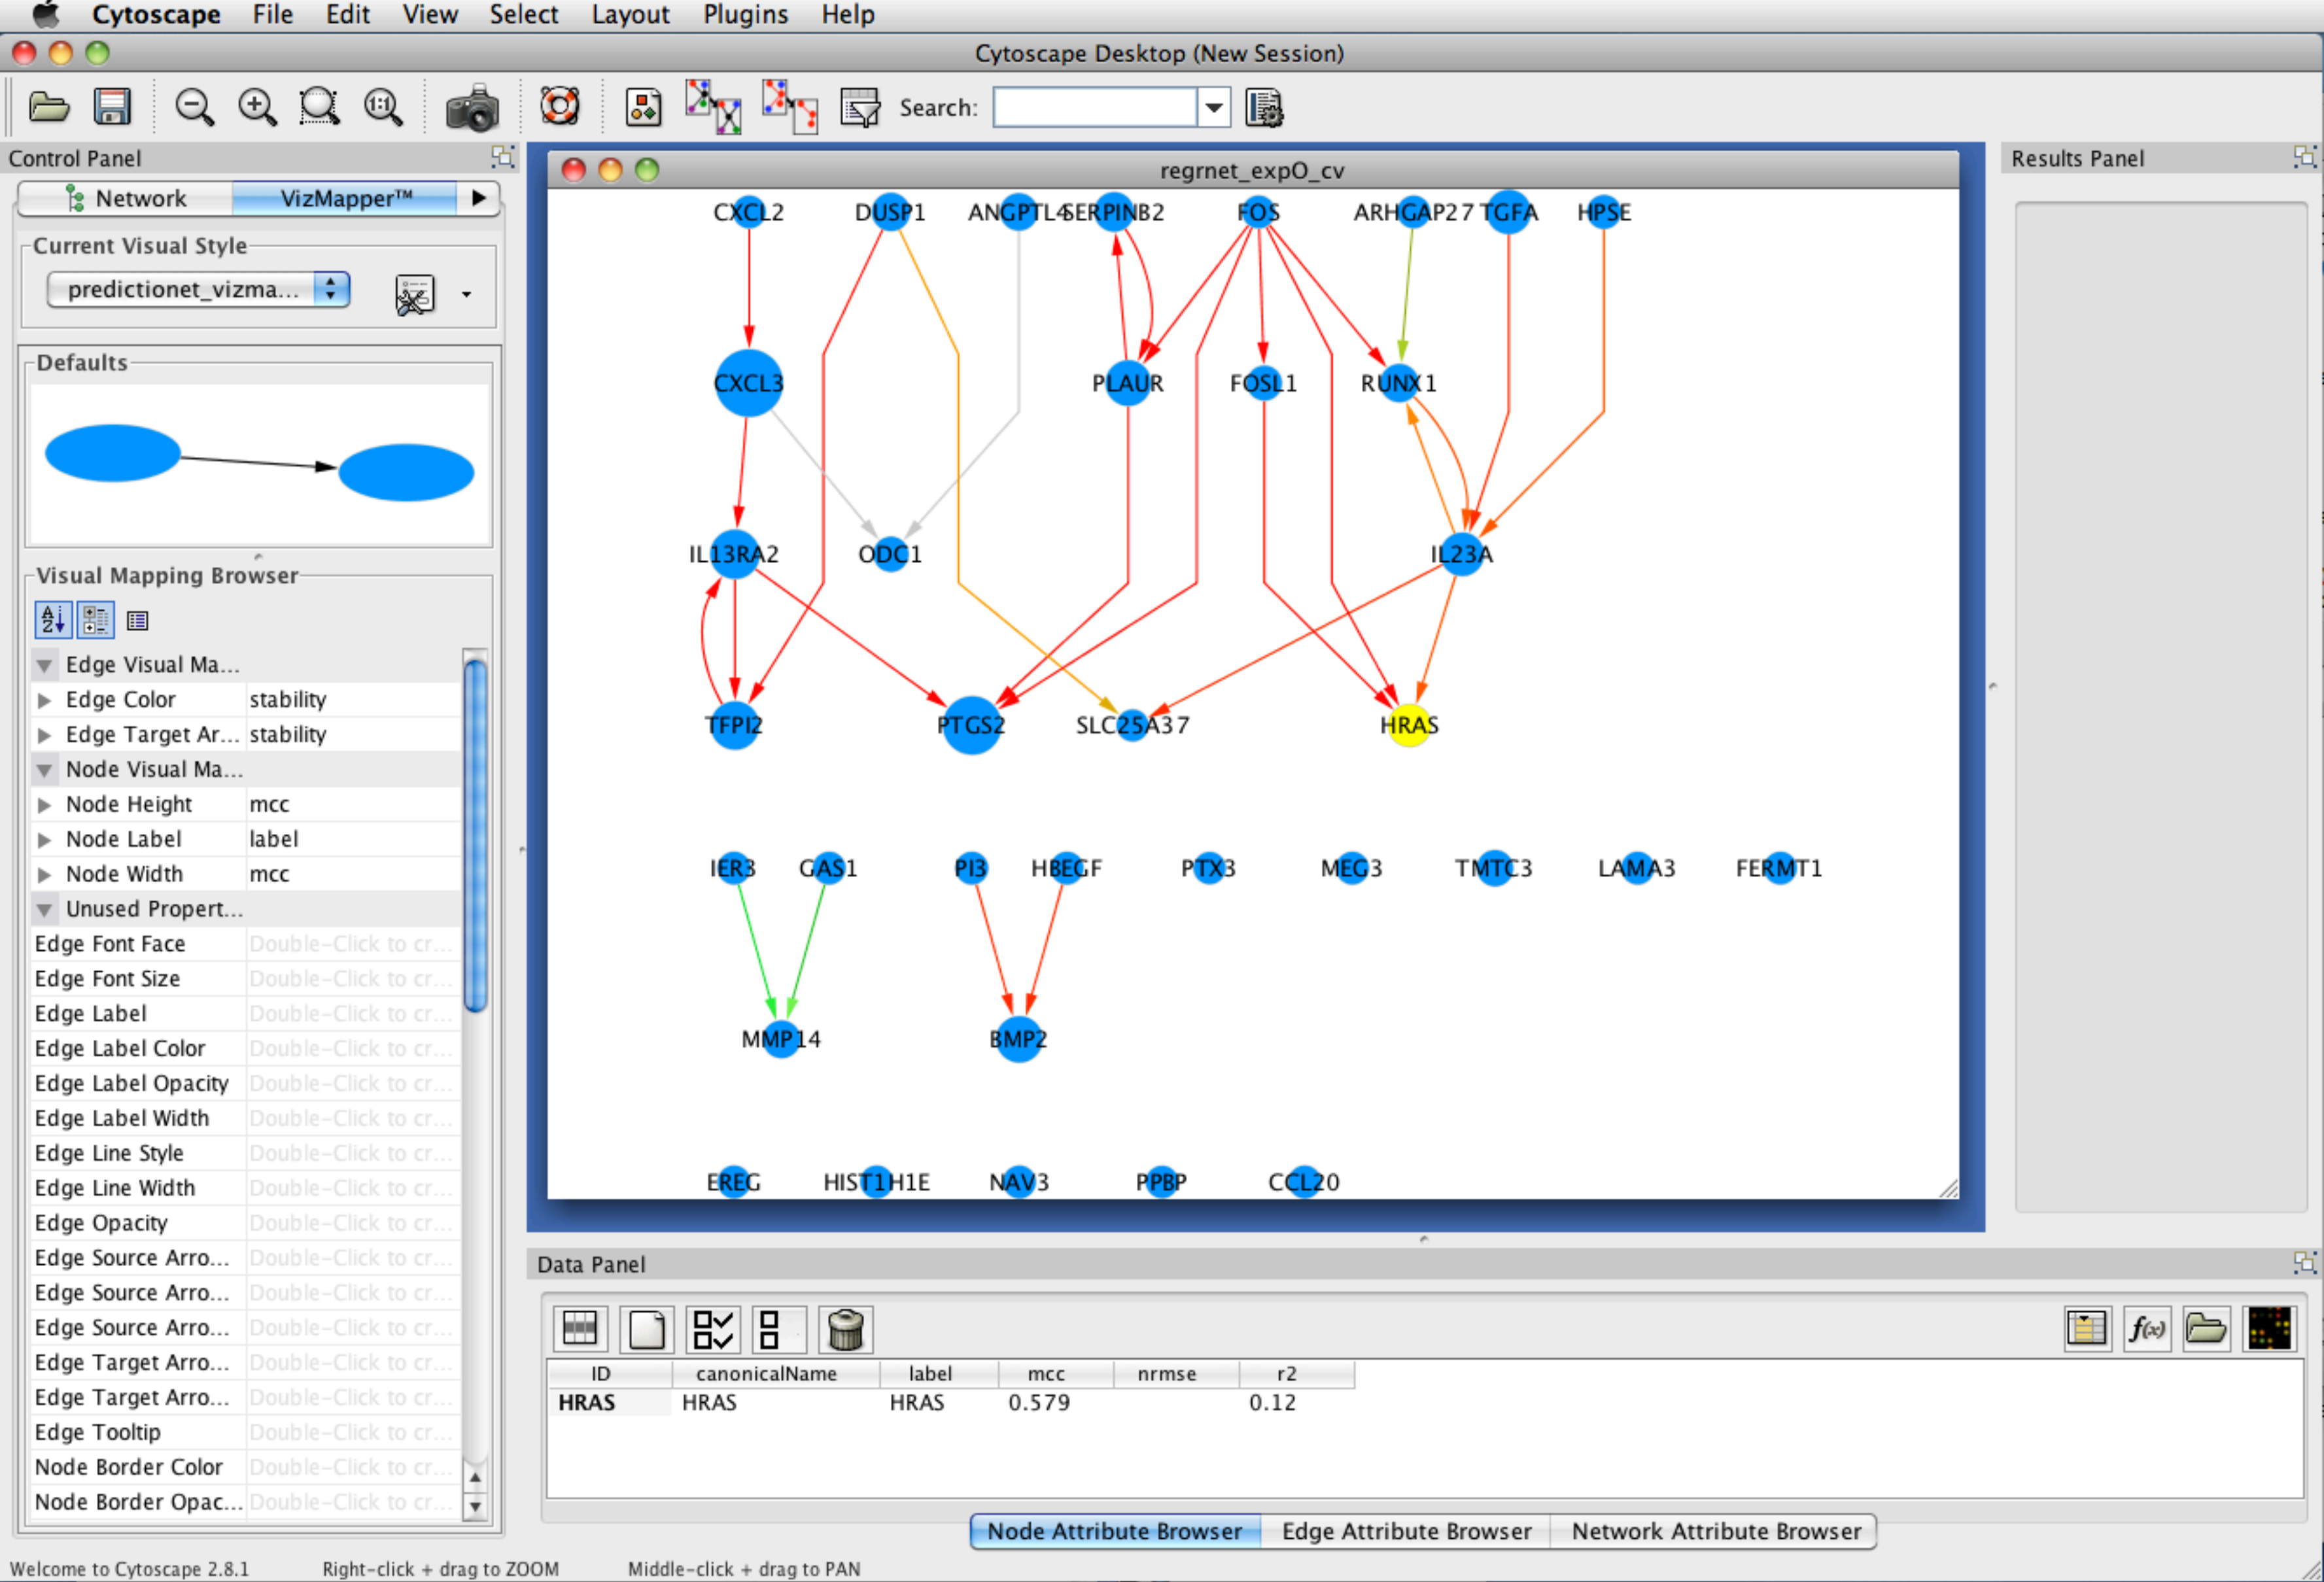 Cytoscape File Edit View Select Layout Plugins Help
Cytoscape Desktop (New Session)
1:1 Search:
Control Panel
Network VizMapper™
Current Visual Style
predictionet_vizma...
Defaults
Visual Mapping Browser
A Z
Edge Visual Ma...
Edge Color stability
Edge Target Ar... stability
Node Visual Ma...
Node Height mcc
Node Label label
Node Width mcc
Unused Propert...
Edge Font Face Double-Click to cr...
Edge Font Size Double-Click to cr...
Edge Label Double-Click to cr...
Edge Label Color Double-Click to cr...
Edge Label Opacity Double-Click to cr...
Edge Label Width Double-Click to cr...
Edge Line Style Double-Click to cr...
Edge Line Width Double-Click to cr...
Edge Opacity Double-Click to cr...
Edge Source Arro... Double-Click to cr...
Edge Source Arro... Double-Click to cr...
Edge Source Arro... Double-Click to cr...
Edge Target Arro... Double-Click to cr...
Edge Target Arro... Double-Click to cr...
Edge Tooltip Double-Click to cr...
Node Border Color Double-Click to cr...
Node Border Opac... Double-Click to cr...
regrnet_expO_cv
CXCL2 DUSP1 ANGPTL4 SERPINB2 FOS ARHGAP27 TGFA HPSE
CXCL3 PLAUR FOSL1 RUNX1
IL13RA2 ODC1 IL23A
TFPI2 PTGS2 SLC25A37 HRAS
IER3 GAS1 PI3 HBEGF PTX3 MEG3 TMTC3 LAMA3 FERMT1
MMP14 BMP2
EREG HIST1H1E NAV3 PPBP CCL20
Results Panel
Data Panel
f(x)
ID canonicalName label mcc nrmse r2
HRAS HRAS HRAS 0.579 0.12
Node Attribute Browser Edge Attribute Browser Network Attribute Browser
Welcome to Cytoscape 2.8.1 Right-click + drag to ZOOM Middle-click + drag to PAN